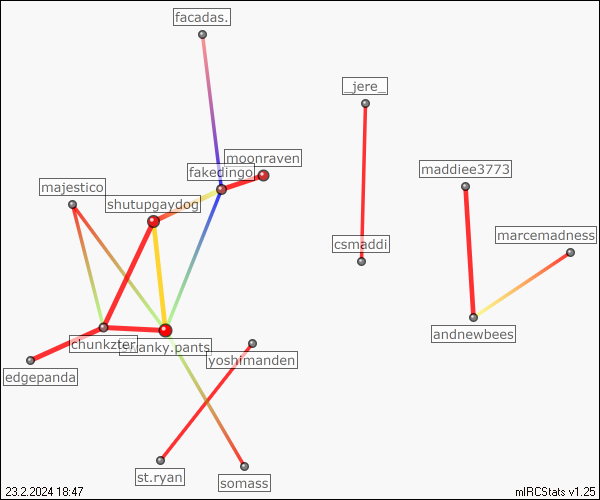 facadas.
_jere_
moonraven
fakedingo
maddiee3773
majestico
shutupgaydog
marcemadness
csmaddi
andnewbees
chunkzter
anky.pants
yoshimanden
edgepanda
st.ryan
somass
23.2.2024 18:47
mIRCStats v1.25